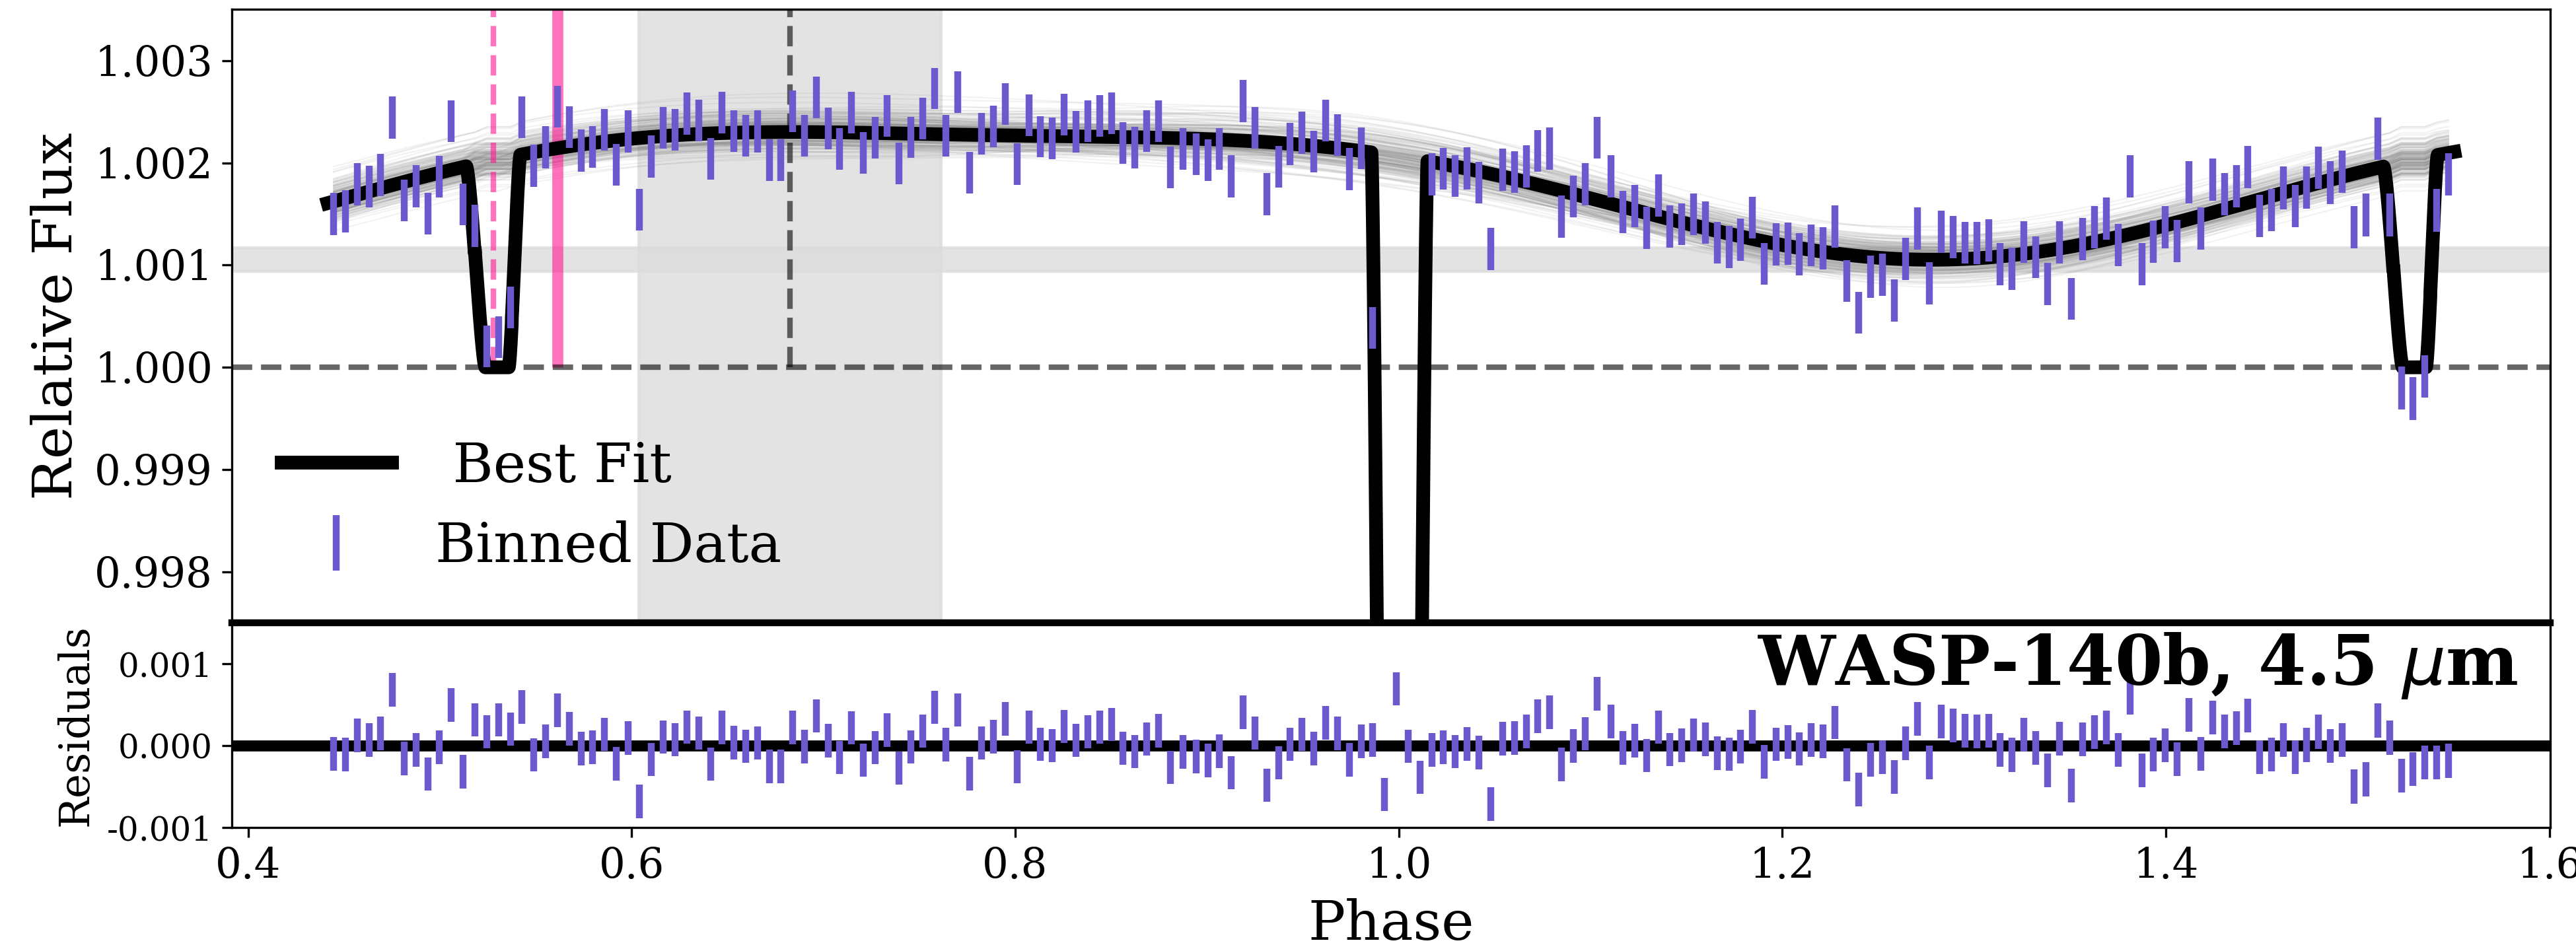 Relative Flux
1.003
1.002
1.001
1.000
0.999
0.998
Best Fit
Binned Data
Residuals
0.001
0.000
-0.001
WASP-140b, 4.5 μm
0.4 0.6 0.8 1.0 1.2 1.4 1.6
Phase